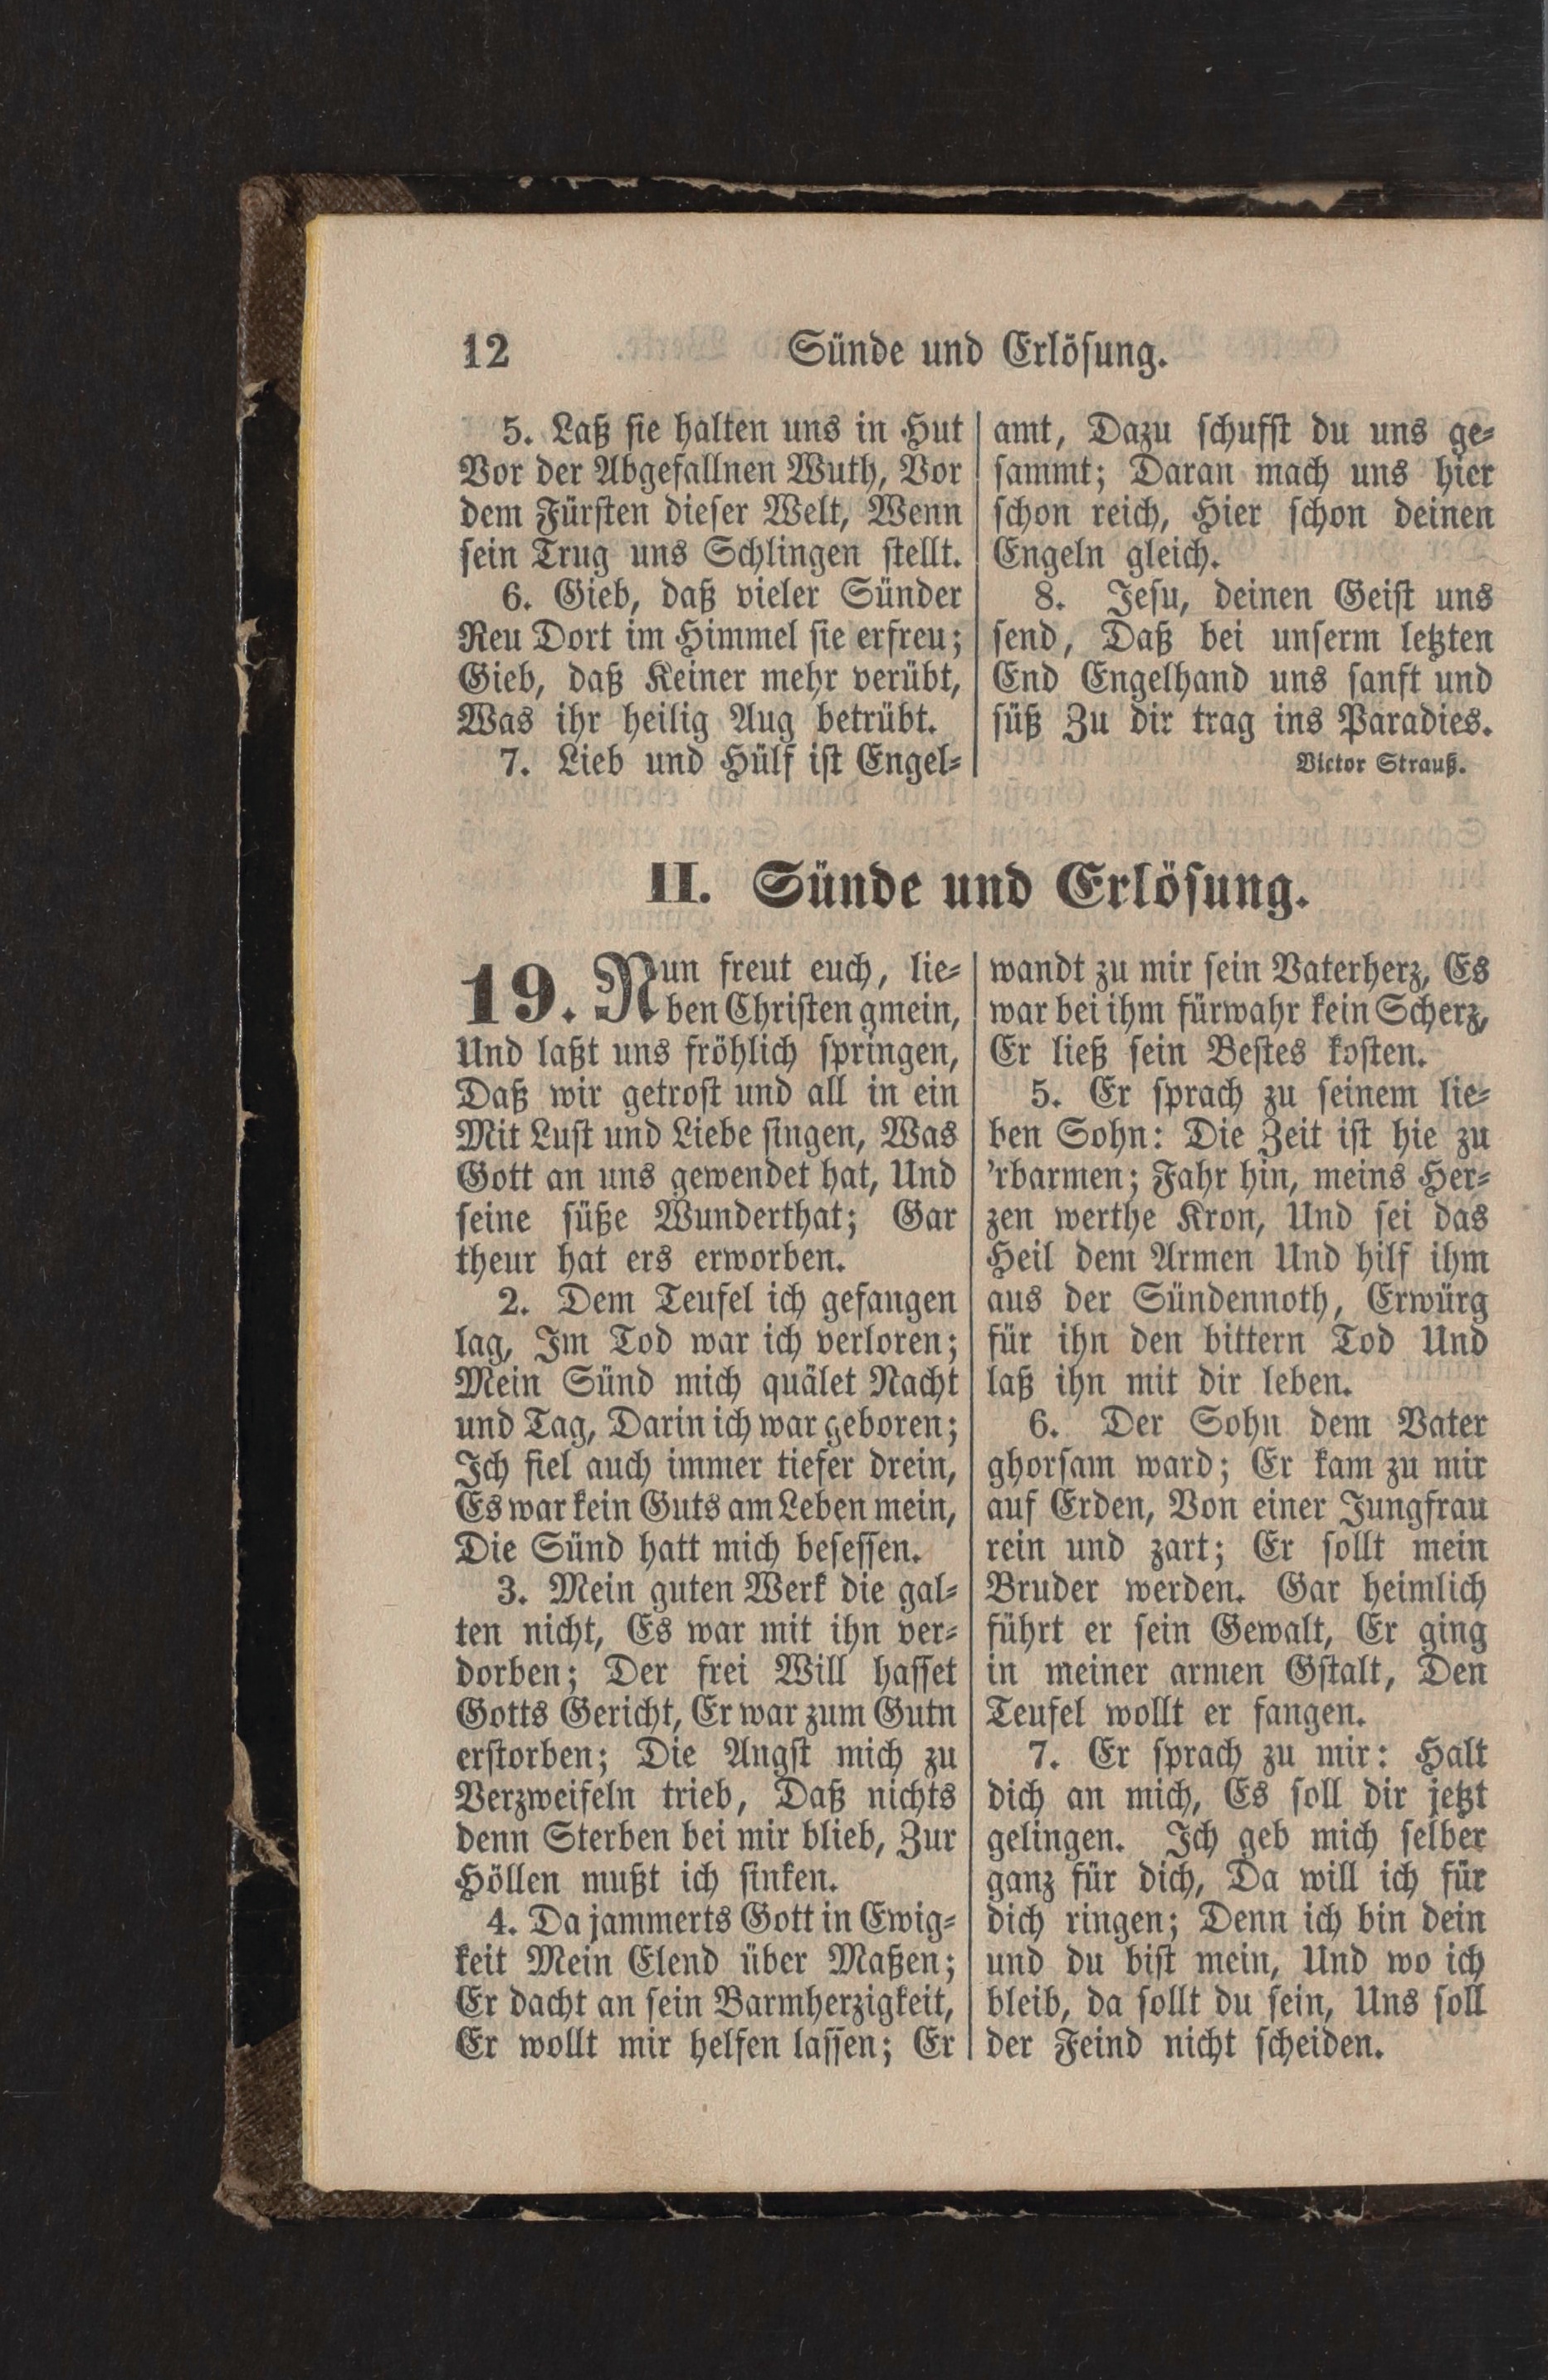 12 Sünde und Erlösung.
5. Laß sie halten uns in Hut
Vor der Abgefallnen Wuth, Vor
dem Fürsten dieser Welt, Wenn
sein Trug uns Schlingen stellt.
6. Gieb, daß vieler Sünder
Reu Dort im Himmel sie erfreu;
Gieb, daß Keiner mehr verübt,
Was ihr heilig Aug betrübt.
7. Lieb und Hülf ist Engel-
amt, Dazu schufst du uns ge-
sammt; Daran mach uns hier
schon reich, Hier schon deinen
Engeln gleich.
8. Jesu, deinen Geist uns
send, Daß bei unserm letzten
End Engelhand uns sanft und
süß Zu dir trag ins Paradies.
Victor Strauß.
II. Sünde und Erlösung.
19. Nun freut euch, lie-
ben Christen gmein,
Und laßt uns fröhlich springen,
Daß wir getrost und all in ein
Mit Lust und Liebe singen, Was
Gott an uns gewendet hat, Und
seine süße Wunderthat; Gar
theur hat ers erworben.
2. Dem Teufel ich gefangen
lag, Im Tod war ich verloren;
Mein Sünd mich quälet Nacht
und Tag, Darin ich war geboren;
Ich fiel auch immer tiefer drein,
Es war kein Guts am Leben mein,
Die Sünd hatt mich besessen.
3. Mein guten Werk die gal-
ten nicht, Es war mit ihn ver-
dorben; Der frei Will hasset
Gotts Gericht, Er war zum Gutn
erstorben; Die Angst mich zu
Verzweifeln trieb, Daß nichts
denn Sterben bei mir blieb, Zur
Höllen mußt ich sinken.
4. Da jammerts Gott in Ewig-
keit Mein Elend über Maßen;
Er dacht an sein Barmherzigkeit,
Er wollt mir helfen lassen; Er
wandt zu mir sein Vaterherz, Es
war bei ihm fürwahr kein Scherz,
Er ließ sein Bestes kosten.
5. Er sprach zu seinem lie-
ben Sohn: Die Zeit ist hie zu
'rbarmen; Fahr hin, meins Her-
zen werthe Kron, Und sei das
Heil dem Armen Und hilf ihm
aus der Sündennoth, Erwürg
für ihn den bittern Tod Und
laß ihn mit dir leben.
6. Der Sohn dem Vater
ghorsam ward; Er kam zu mir
auf Erden, Von einer Jungfrau
rein und zart; Er sollt mein
Bruder werden. Gar heimlich
führt er sein Gewalt, Er ging
in meiner armen Gstalt, Den
Teufel wollt er fangen.
7. Er sprach zu mir: Halt
dich an mich, Es soll dir jetzt
gelingen. Ich geb mich selber
ganz für dich, Da will ich für
dich ringen; Denn ich bin dein
und du bist mein, Und wo ich
bleib, da sollt du sein, Uns soll
der Feind nicht scheiden.